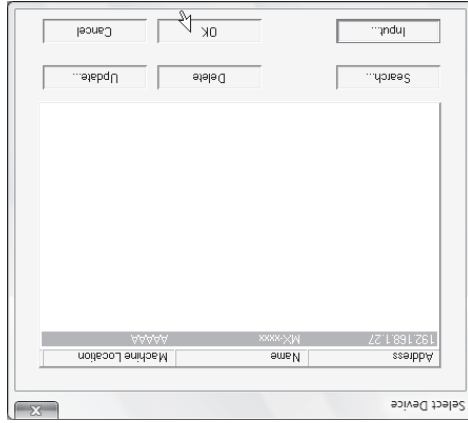 Select Device X
Address Name Machine Location
192.168.1.27 MX-xxxx AAAAA
Search... Delete Update...
Input... OK Cancel